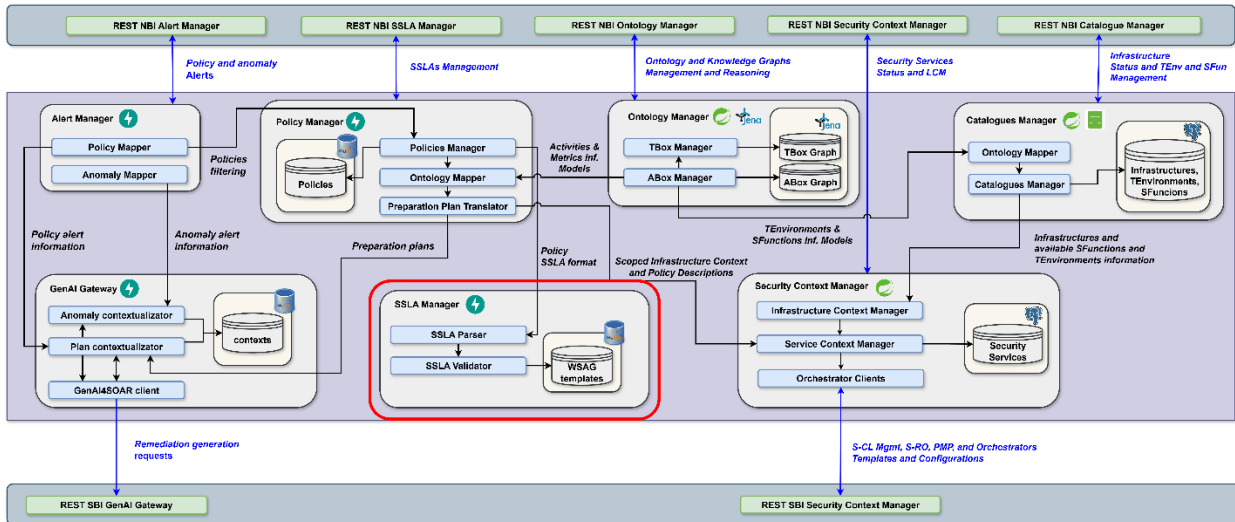 REST NBI Alert Manager
REST NBI SSLA Manager
REST NBI Ontology Manager
REST NBI Security Context Manager
REST NBI Catalogue Manager
Policy and anomaly
Alerts
SSLAs Management
Ontology and Knowledge Graphs
Management and Reasoning
Security Services
Status and LCM
Infrastructure
Status and TEnv and SFun
Management
Alert Manager
Policy Mapper
Anomaly Mapper
Policies
filtering
Policy Manager
Policies
Policies Manager
Ontology Mapper
Preparation Plan Translator
Activities &
Metrics inf.
Models
Ontology Manager
Jena
Jena
TBox Manager
TBox Graph
ABox Manager
ABox Graph
Catalogues Manager
Ontology Mapper
Catalogues Manager
Infrastructures,
TEnvironments,
SFunctions
Policy alert
information
Anomaly alert
information
Preparation plans
Policy
SSLA format
TEnvironments &
SFunctions inf. Models
Scoped Infrastructure Context
and Policy Descriptions
Infrastructures and
available SFunctions and
TEnvironments information
GenAI Gateway
Anomaly contextualizator
Plan contextualizator
GenAI4SOAR client
contexts
SSLA Manager
SSLA Parser
SSLA Validator
WSAG
templates
Security Context Manager
Infrastructure Context Manager
Service Context Manager
Orchestrator Clients
Security
Services
Remediation generation
requests
S-CL Mgmt, S-RO, PMP, and Orchestrators
Templates and Configurations
REST SBI GenAI Gateway
REST SBI Security Context Manager